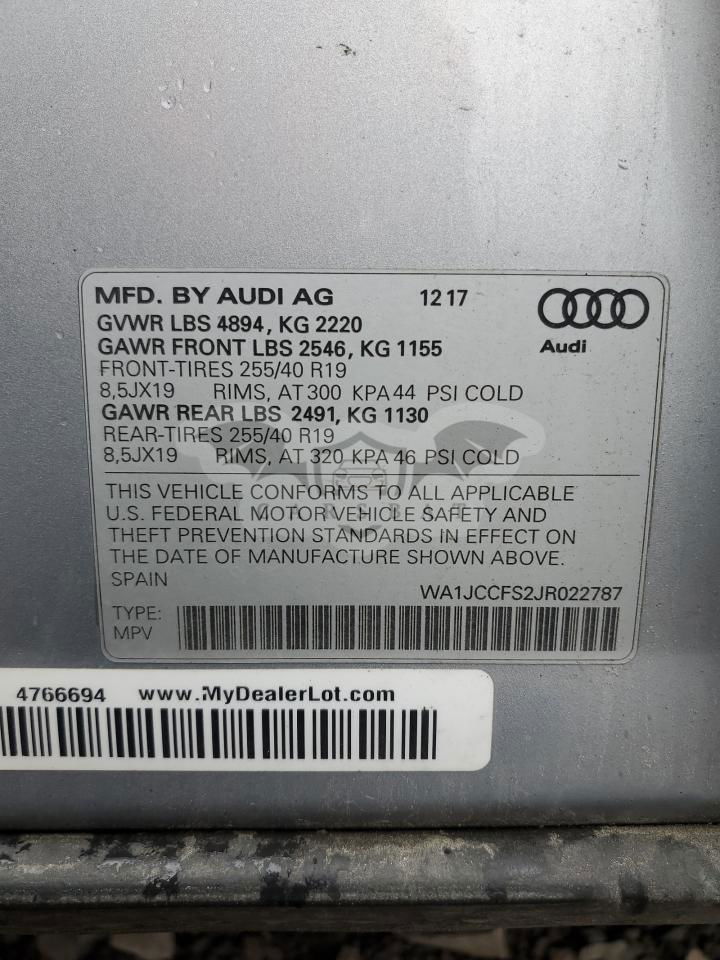 MFD. BY AUDI AG 12 17
Audi
GVWR LBS 4894, KG 2220
GAWR FRONT LBS 2546, KG 1155
FRONT-TIRES 255/40 R19
8,5JX19 RIMS, AT 300 KPA 44 PSI COLD
GAWR REAR LBS 2491, KG 1130
REAR-TIRES 255/40 R19
8,5JX19 RIMS, AT 320 KPA 46 PSI COLD
CARSBAT
THIS VEHICLE CONFORMS TO ALL APPLICABLE
U.S. FEDERAL MOTOR VEHICLE SAFETY AND
THEFT PREVENTION STANDARDS IN EFFECT ON
THE DATE OF MANUFACTURE SHOWN ABOVE.
SPAIN WA1JCCFS2JR022787
TYPE:
MPV
4766694 www.MyDealerLot.com